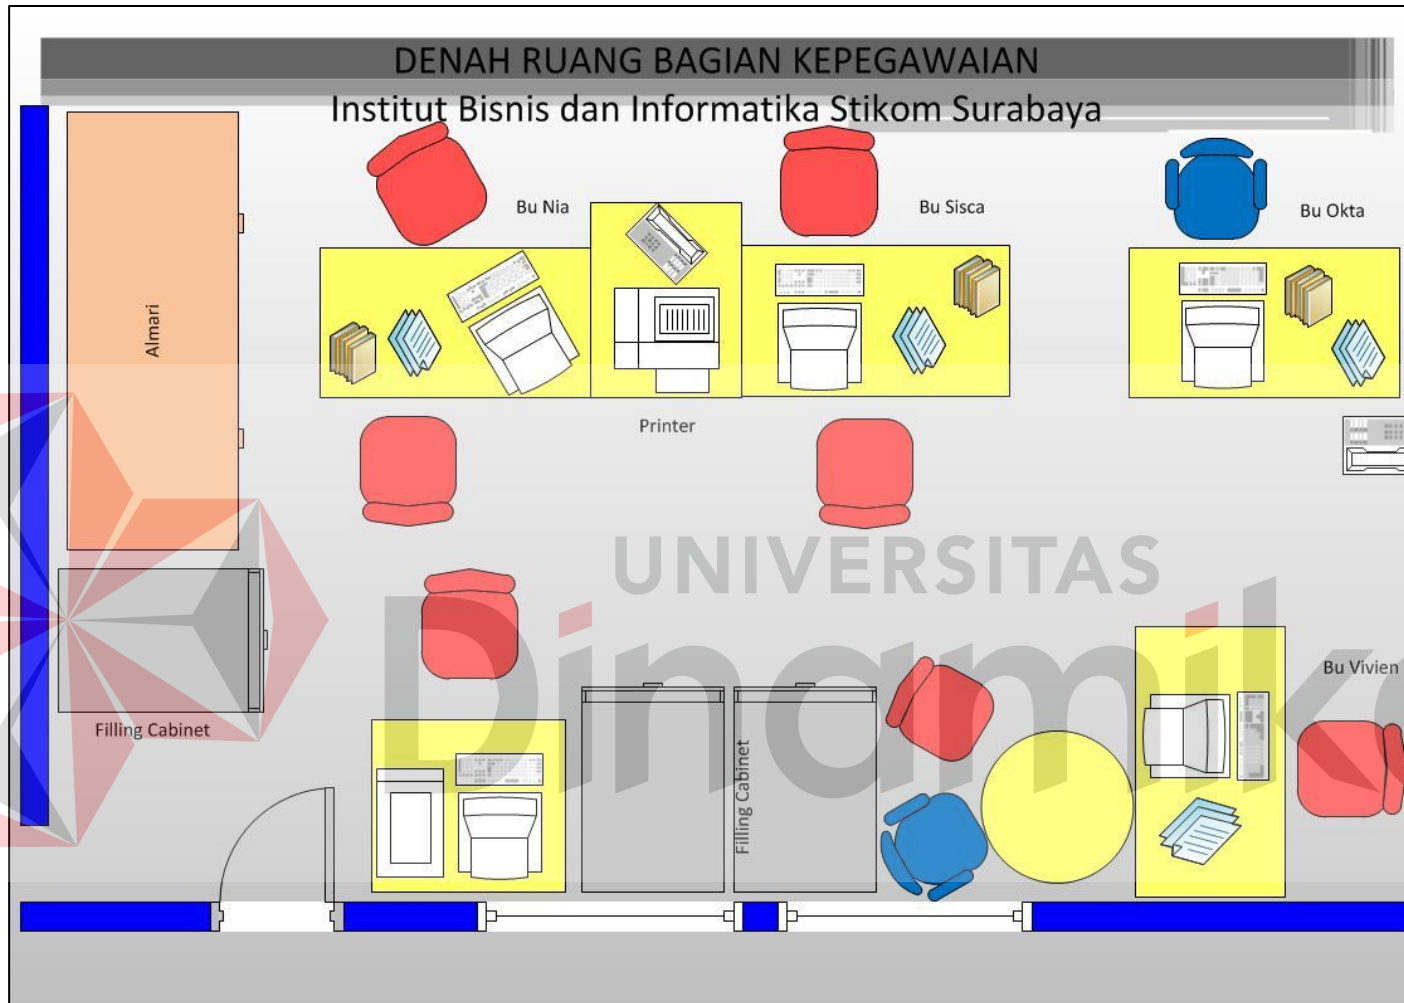 DENAH RUANG BAGIAN KEPEGAWAIAN
Institut Bisnis dan Informatika Stikom Surabaya
Bu Nia
Bu Sisca
Bu Okta
Almari
Printer
UNIVERSITAS
Dinamika
Bu Vivien
Filling Cabinet
Filling Cabinet